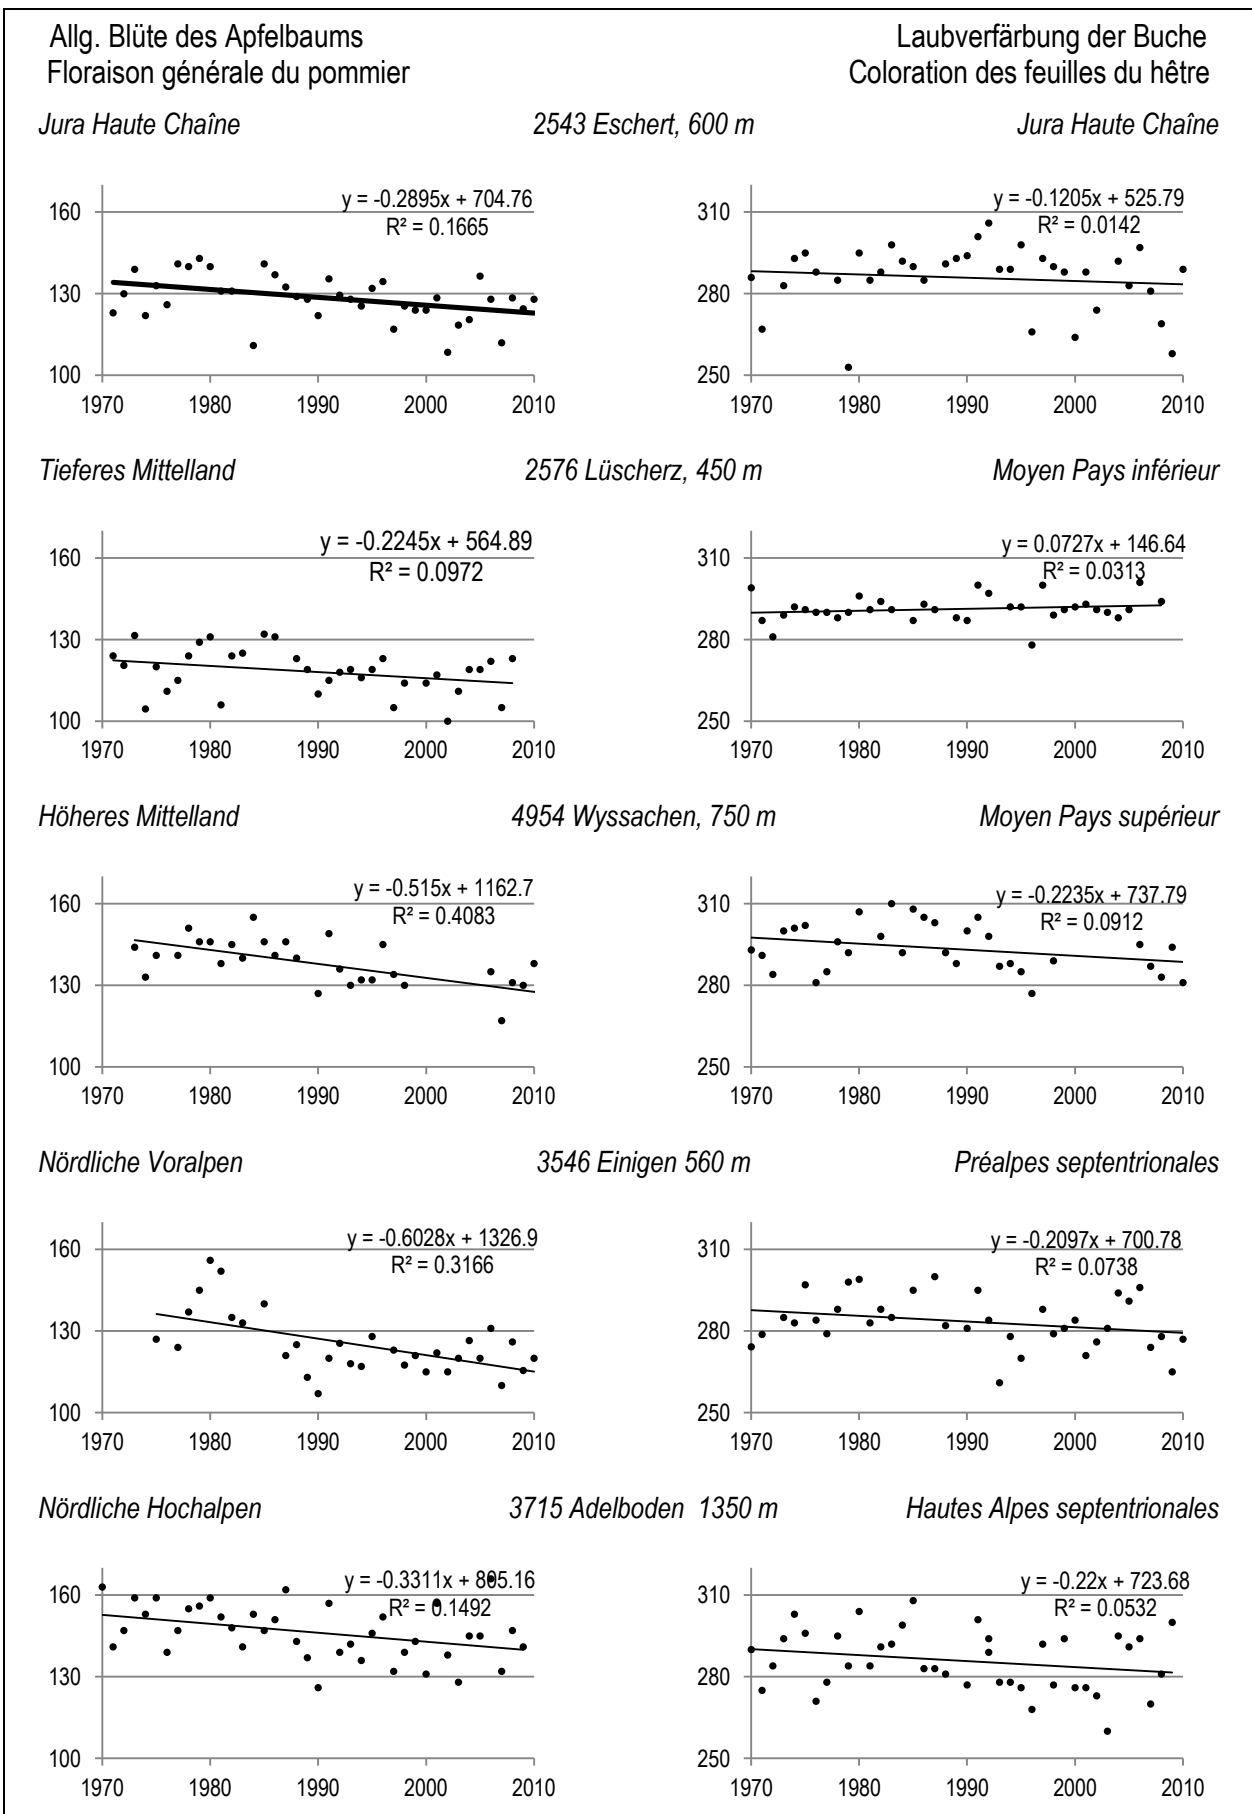 Allg. Blüte des Apfelbaums
Floraison générale du pommier
Laubverfärbung der Buche
Coloration des feuilles du hêtre
Jura Haute Chaîne 2543 Eschert, 600 m Jura Haute Chaîne
y = -0.2895x + 704.76
R² = 0.1665
160
130
100
1970 1980 1990 2000 2010
y = -0.1205x + 525.79
R² = 0.0142
310
280
250
1970 1980 1990 2000 2010
Tieferes Mittelland 2576 Lüscherz, 450 m Moyen Pays inférieur
y = -0.2245x + 564.89
R² = 0.0972
160
130
100
1970 1980 1990 2000 2010
y = 0.0727x + 146.64
R² = 0.0313
310
280
250
1970 1980 1990 2000 2010
Höheres Mittelland 4954 Wyssachen, 750 m Moyen Pays supérieur
y = -0.515x + 1162.7
R² = 0.4083
160
130
100
1970 1980 1990 2000 2010
y = -0.2235x + 737.79
R² = 0.0912
310
280
250
1970 1980 1990 2000 2010
Nördliche Voralpen 3546 Einigen 560 m Préalpes septentrionales
y = -0.6028x + 1326.9
R² = 0.3166
160
130
100
1970 1980 1990 2000 2010
y = -0.2097x + 700.78
R² = 0.0738
310
280
250
1970 1980 1990 2000 2010
Nördliche Hochalpen 3715 Adelboden 1350 m Hautes Alpes septentrionales
y = -0.3311x + 805.16
R² = 0.1492
160
130
100
1970 1980 1990 2000 2010
y = -0.22x + 723.68
R² = 0.0532
310
280
250
1970 1980 1990 2000 2010